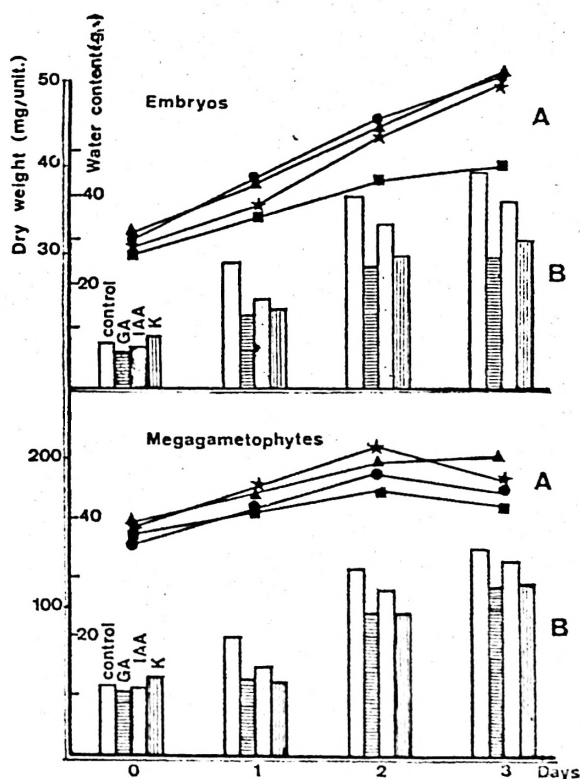 Dry weight (mg/unit.)
Water content(g%)
50
40
30
40
20
Embryos
A
B
control
GA
IAA
K
Megagametophytes
A
B
200
100
40
20
control
GA
IAA
K
0 1 2 3 Days